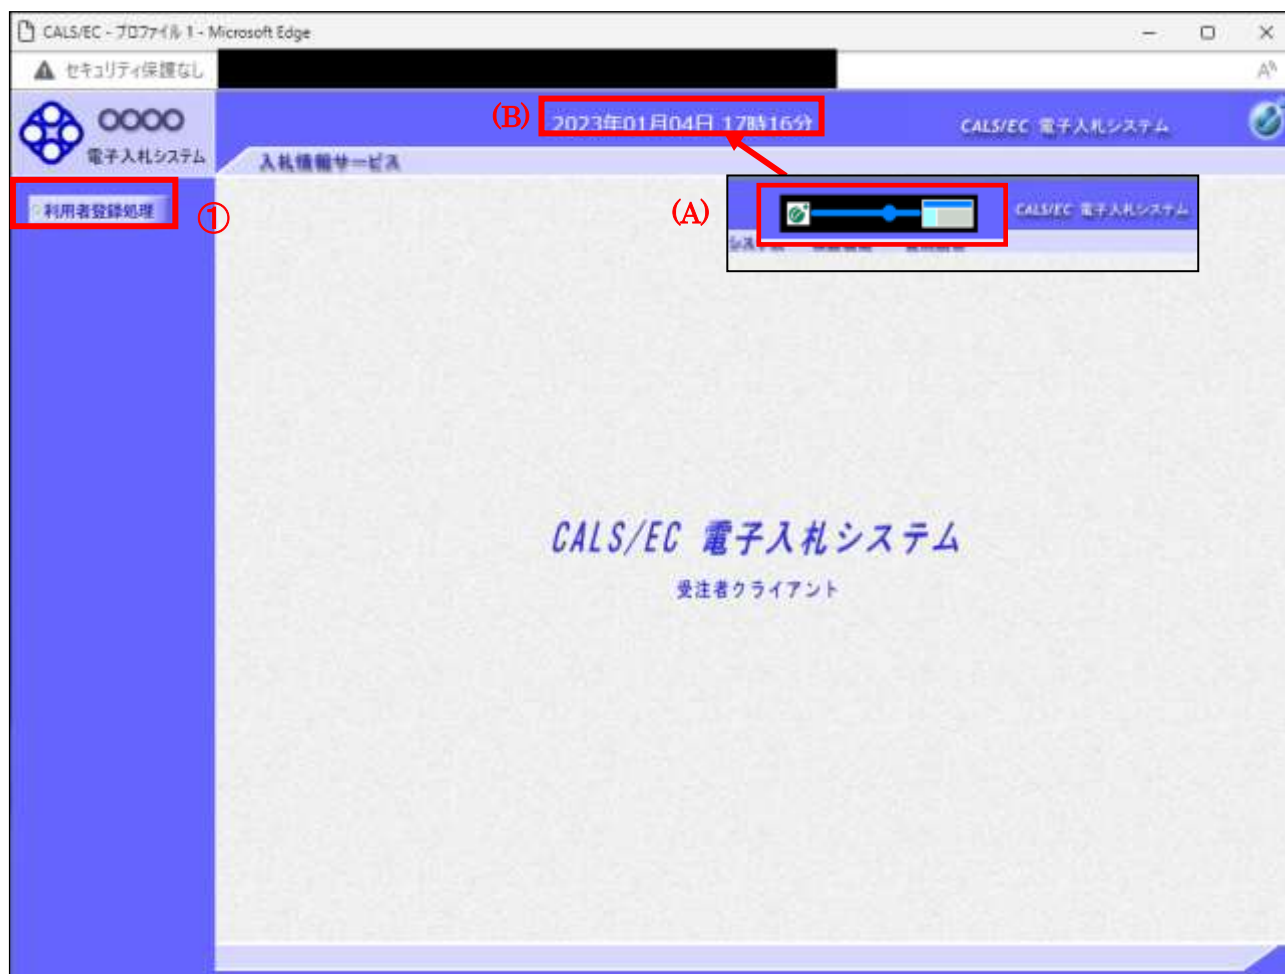 CALS/EC - プロファイル 1 - Microsoft Edge
セキュリティ保護なし
A
○○○○
電子入札システム
(B)
2023年01月04日 17時16分
CALS/EC 電子入札システム
入札情報サービス
利用者登録処理
①
(A)
CALS/EC 電子入札システム
CALS/EC 電子入札システム
受注者クライアント